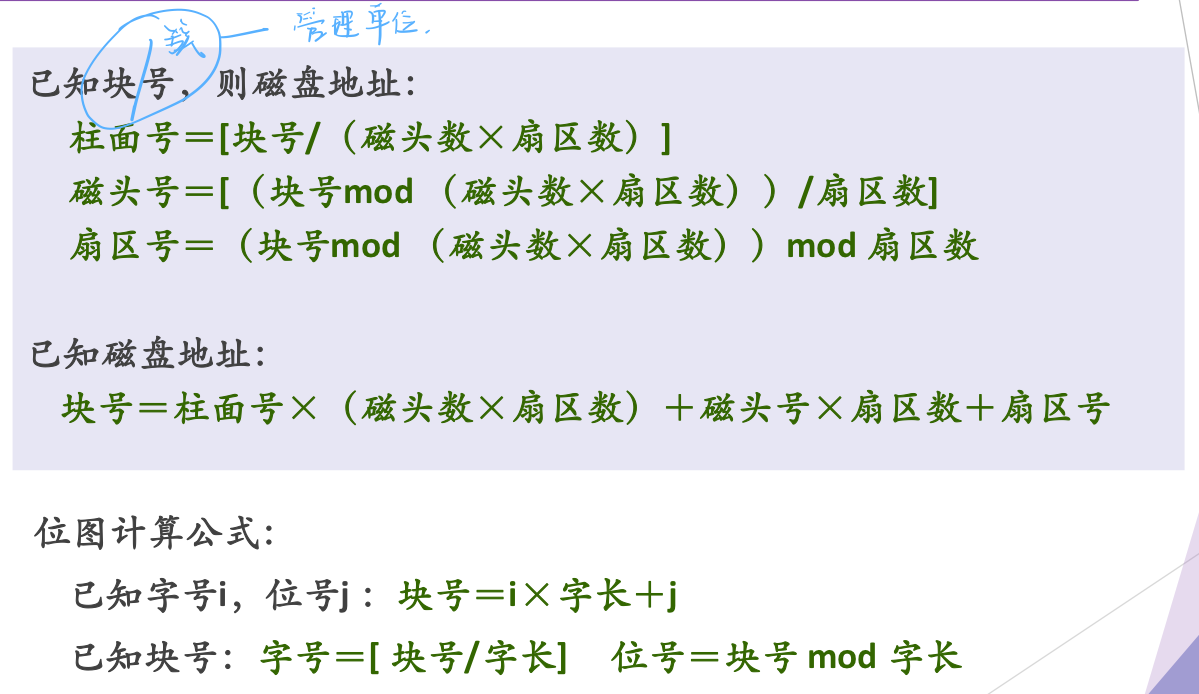 管理单位.
已知块号，则磁盘地址：
柱面号＝[块号/（磁头数×扇区数）]
磁头号＝[（块号mod （磁头数×扇区数））/扇区数]
扇区号＝（块号mod （磁头数×扇区数））mod 扇区数
已知磁盘地址：
块号＝柱面号×（磁头数×扇区数）＋磁头号×扇区数＋扇区号
位图计算公式：
已知字号i，位号j ：块号＝i×字长＋j
已知块号：字号＝[ 块号/字长] 位号＝块号 mod 字长